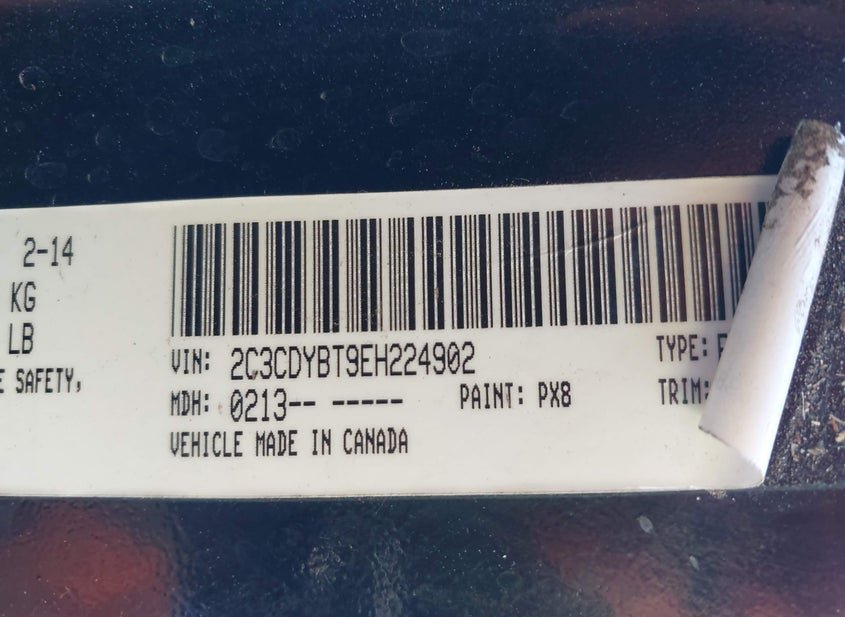 2-14
KG
LB
E SAFETY,
VIN: 2C3CDYBT9EH224902 TYPE:
MDH: 0213-- ----- PAINT: PX8 TRIM:
VEHICLE MADE IN CANADA